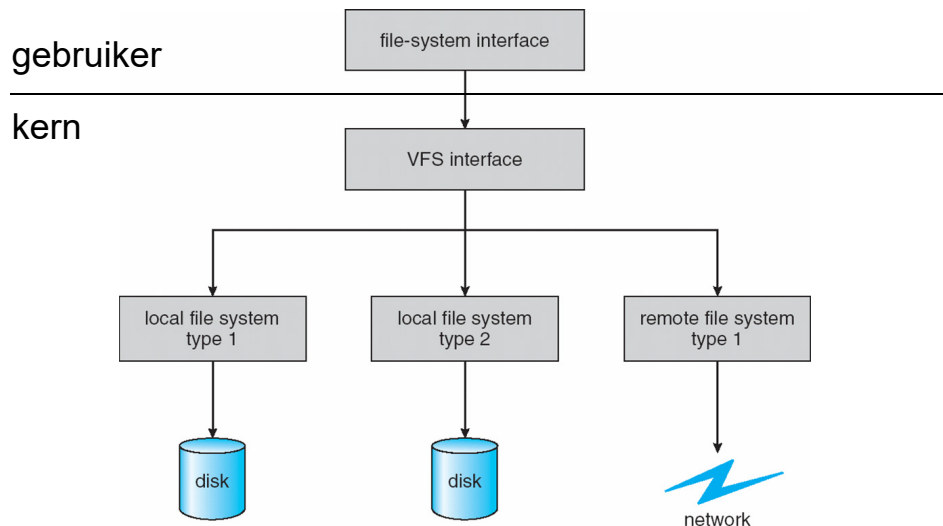 file-system interface
gebruiker
kern
VFS interface
local file system
type 1
local file system
type 2
remote file system
type 1
disk
disk
network